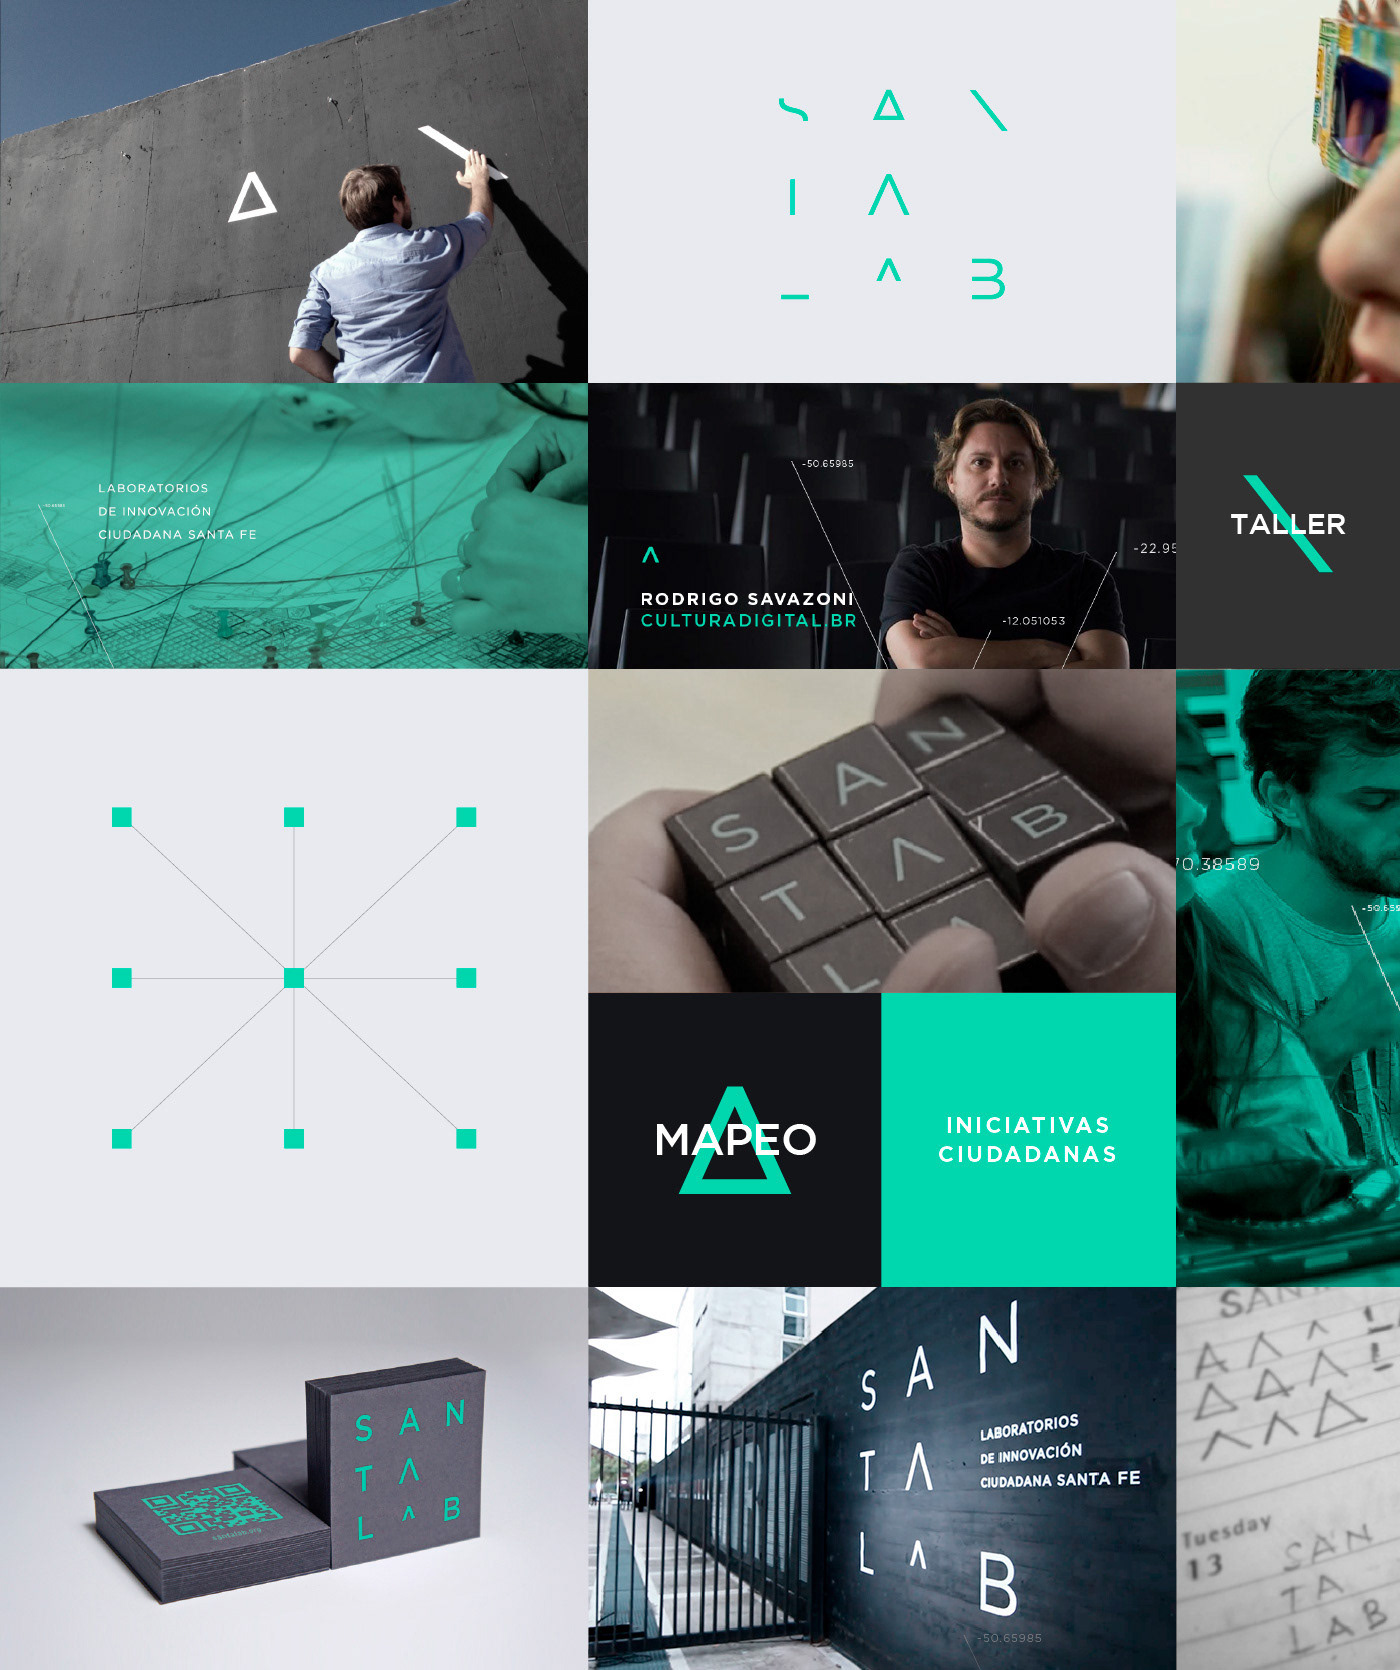 LABORATORIOS
DE INNOVACIÓN
CIUDADANA SANTA FE
-50.65985
RODRIGO SAVAZONI
CULTURADIGITAL.BR
-22.95
-12.051053
TALLER
S A N
T Λ B
L
70.38589
MAPEO
INICIATIVAS
CIUDADANAS
S A N
T Λ
L ʌ B
santalab.org
S A N
T Λ
L ʌ B
LABORATORIOS
DE INNOVACIÓN
CIUDADANA SANTA FE
-50.65985
SAN
Tuesday
13
SAN
TA
LAB